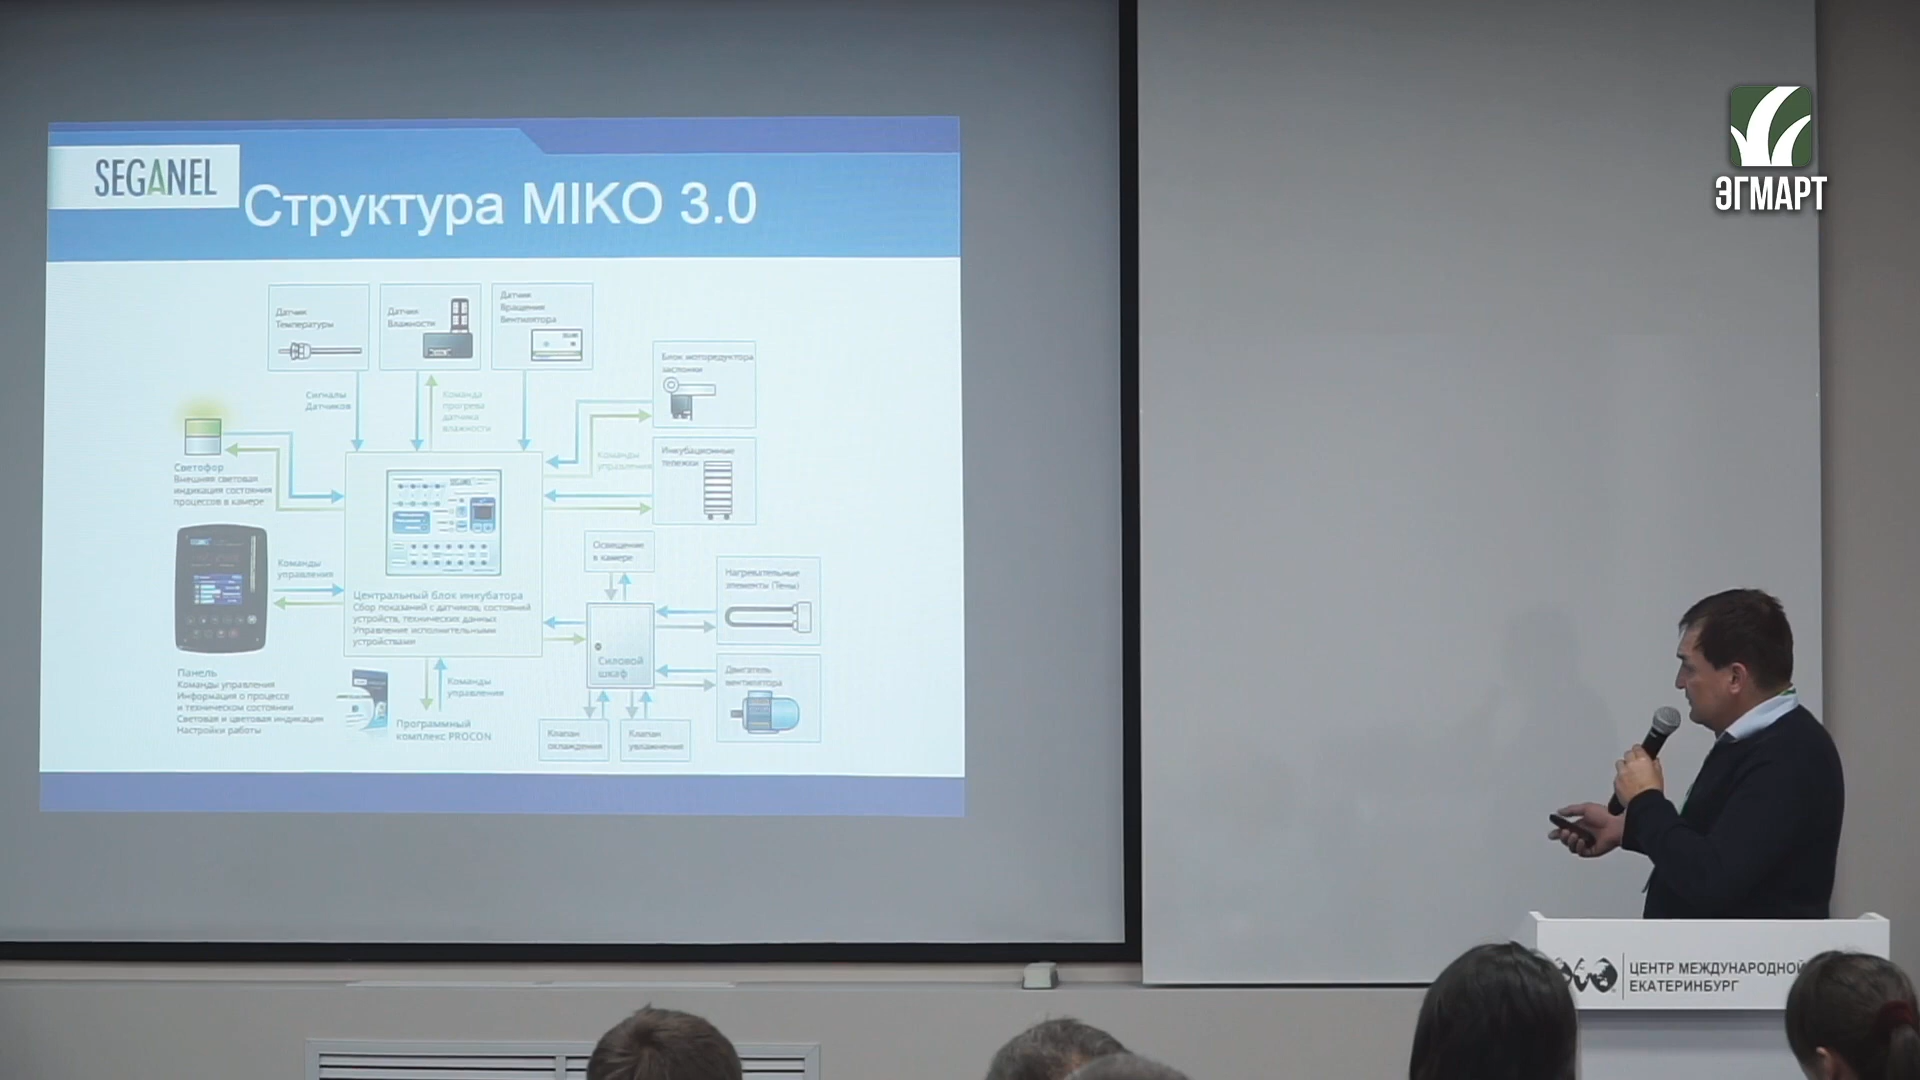 ЭГМАРТ
SEGANEL
Структура MIKO 3.0
Датчик
Температуры
Датчик
Влажности
Датчик
Вращения
Вентилятора
Блок моторедуктора
заслонки
Сигналы
Датчиков
Команда
прогрева
датчика
влажности
Команды
управления
Инкубационные
тележки
Светофор
Внешняя световая
индикация состояния
процессов в камере
Освещение
в камере
Команды
управления
Нагревательные
элементы (Тены)
Центральный блок инкубатора
Сбор показаний с датчиков, состояний
устройств, технических данных
Управление исполнительными
устройствами
Силовой
шкаф
Двигатель
вентилятора
Панель
Команды управления
Информация о процессе
и техническом состоянии
Световая и цветовая индикация
Настройки работы
Команды
управления
Программный
комплекс PROCON
Клапан
охлаждения
Клапан
увлажнения
ЦЕНТР МЕЖДУНАРОДНОЙ
ЕКАТЕРИНБУРГ